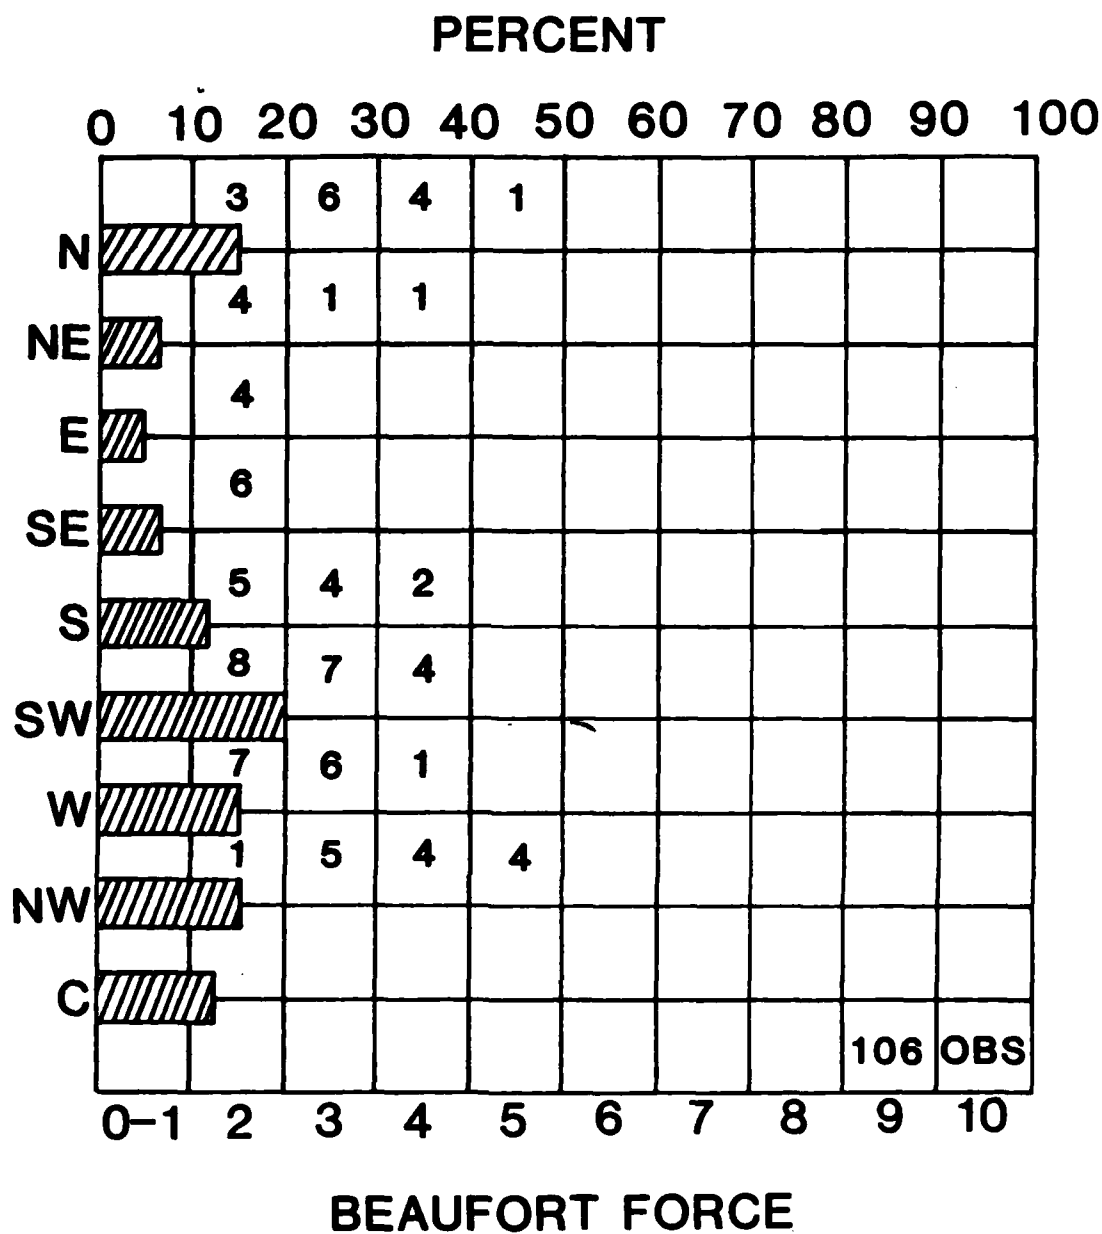 PERCENT
0 10 20 30 40 50 60 70 80 90 100
3 6 4 1
N
4 1 1
NE
4
E
6
SE
5 4 2
S
8 7 4
SW
7 6 1
W
1 5 4 4
NW
C
106 OBS
0-1 2 3 4 5 6 7 8 9 10
BEAUFORT FORCE